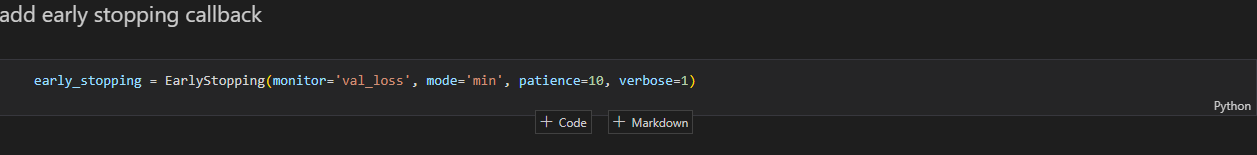 add early stopping callback
early_stopping = EarlyStopping(monitor='val_loss', mode='min', patience=10, verbose=1)
Python
+ Code + Markdown